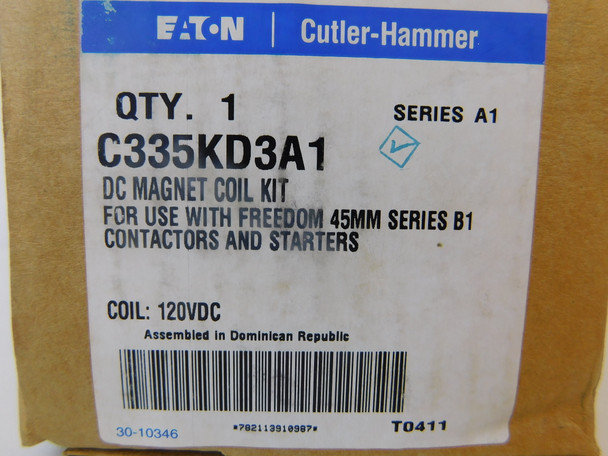 EATON | Cutler-Hammer
QTY. 1
SERIES A1
C335KD3A1
DC MAGNET COIL KIT
FOR USE WITH FREEDOM 45MM SERIES B1
CONTACTORS AND STARTERS
COIL: 120VDC
Assembled in Dominican Republic
30-10346
*782113910987*
T0411